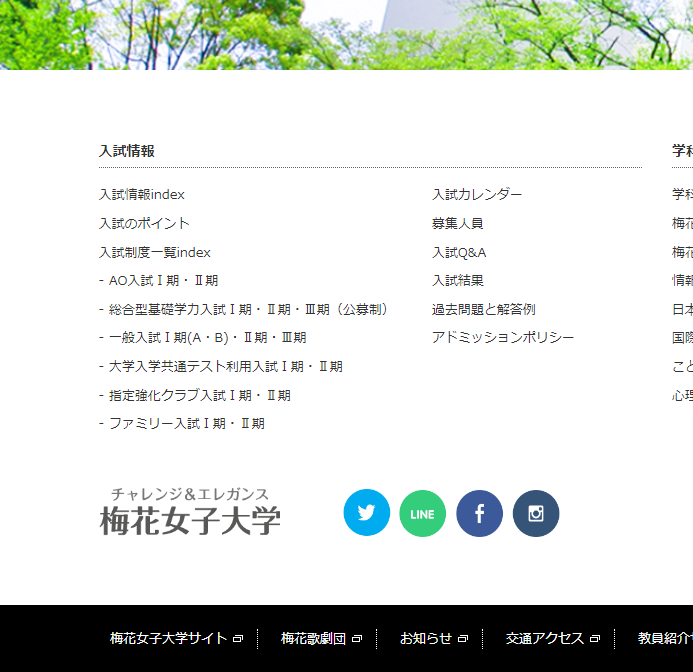 入試情報
入試情報index
入試のポイント
入試制度一覧index
- AO入試Ⅰ期・Ⅱ期
- 総合型基礎学力入試Ⅰ期・Ⅱ期・Ⅲ期（公募制）
- 一般入試Ⅰ期(A・B)・Ⅱ期・Ⅲ期
- 大学入学共通テスト利用入試Ⅰ期・Ⅱ期
- 指定強化クラブ入試Ⅰ期・Ⅱ期
- ファミリー入試Ⅰ期・Ⅱ期
入試カレンダー
募集人員
入試Q&A
入試結果
過去問題と解答例
アドミッションポリシー
学科
学科
梅花
梅花
情報
日本
国際
こと
心理
チャレンジ＆エレガンス
梅花女子大学
LINE
梅花女子大学サイト
梅花歌劇団
お知らせ
交通アクセス
教員紹介